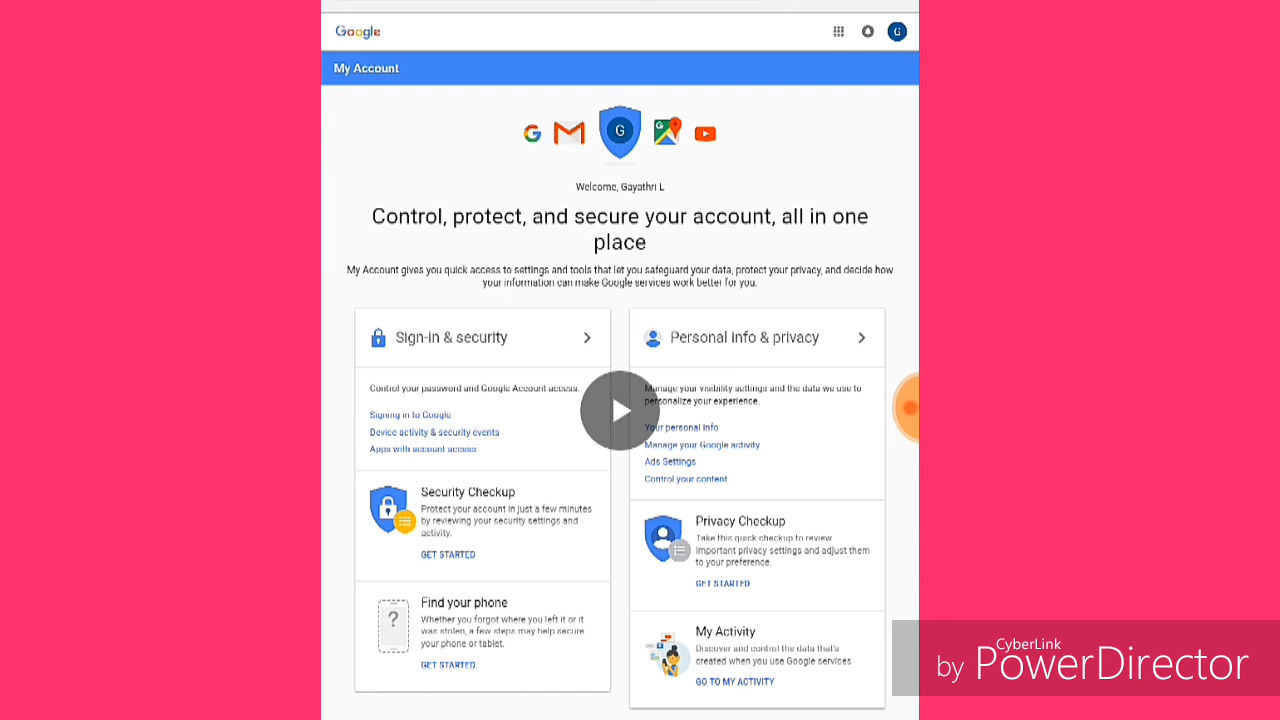 Google
G
My Account
G
G
Welcome, Gayathri L
Control, protect, and secure your account, all in one
place
My Account gives you quick access to settings and tools that let you safeguard your data, protect your privacy, and decide how
your information can make Google services work better for you.
Sign-in & security
Control your password and Google Account access.
Signing in to Google
Device activity & security events
Apps with account access
Security Checkup
Protect your account in just a few minutes
by reviewing your security settings and
activity.
GET STARTED
Find your phone
?
Whether you forgot where you left it or it
was stolen, a few steps may help secure
your phone or tablet.
GET STARTED
Personal info & privacy
Manage your visibility settings and the data we use to
personalize your experience.
Your personal info
Manage your Google activity
Ads Settings
Control your content
Privacy Checkup
Take this quick checkup to review
important privacy settings and adjust them
to your preference.
GET STARTED
My Activity
Discover and control the data that's
created when you use Google services
GO TO MY ACTIVITY
CyberLink
by PowerDirector